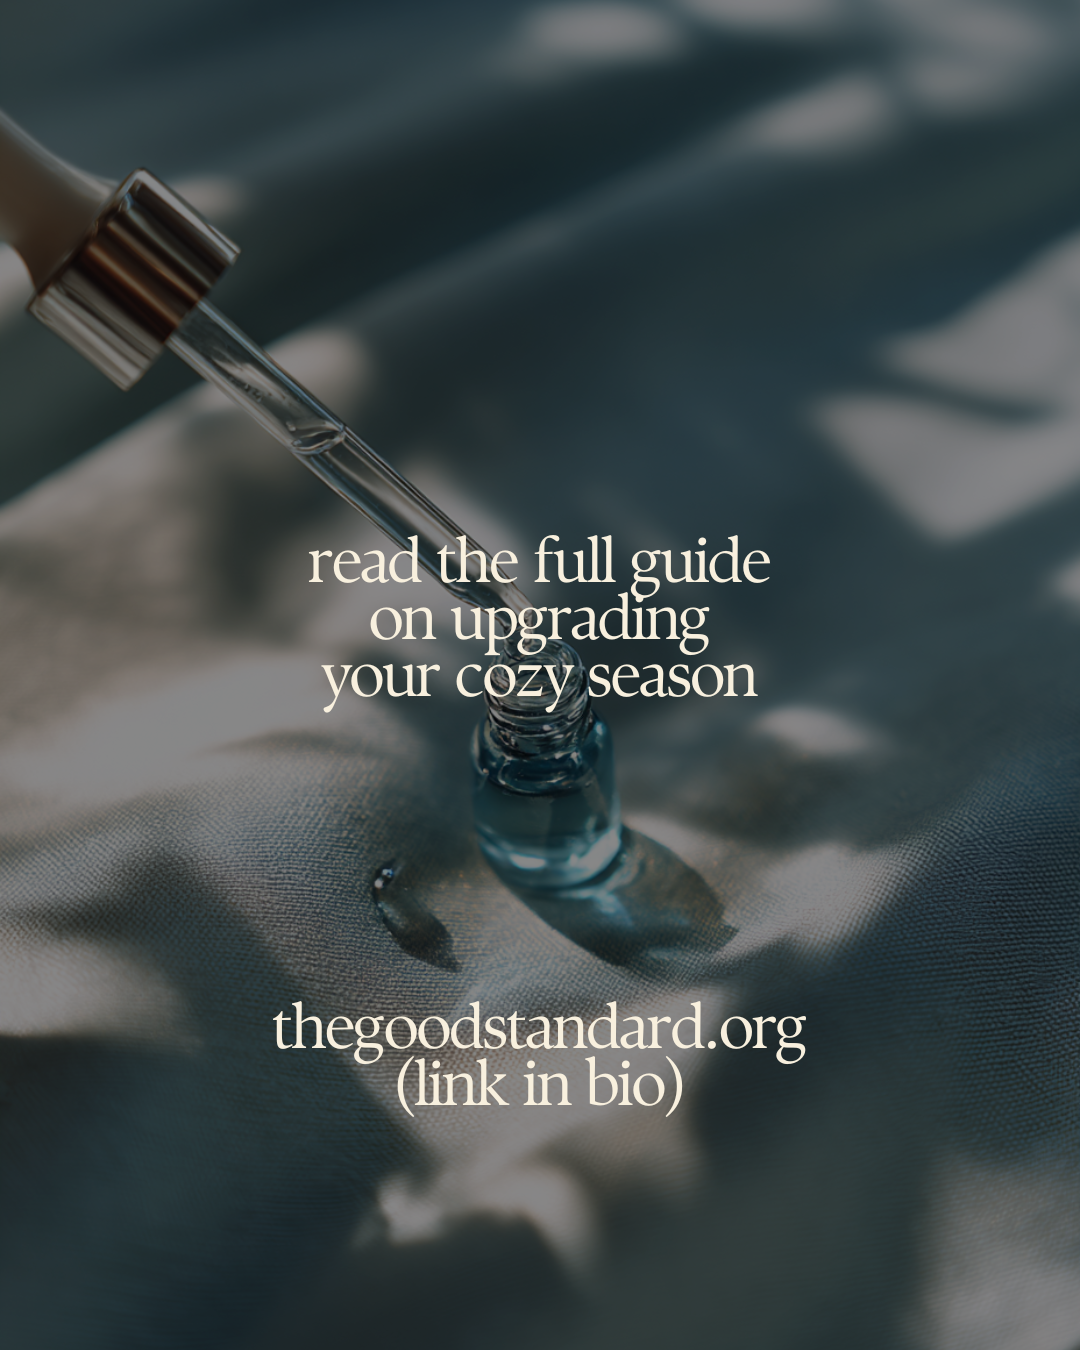 read the full guide
on upgrading
your cozy season
thegoodstandard.org
(link in bio)